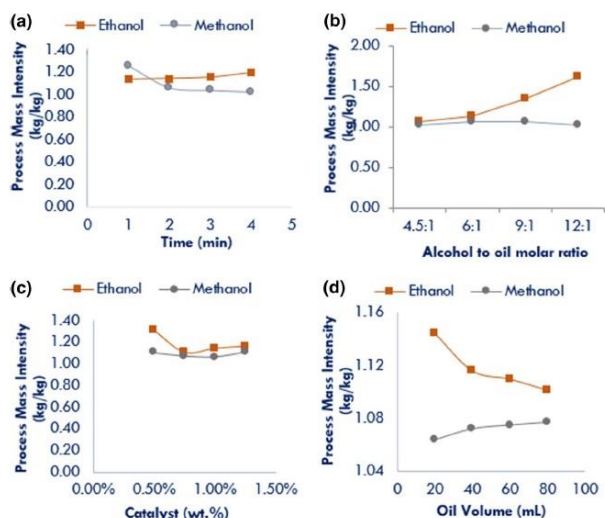 (a)
Ethanol Methanol
Process Mass Intensity
(kg/kg)
1.40
1.20
1.00
0.80
0.60
0.40
0.20
0.00
0 1 2 3 4 5
Time (min)
(b)
Ethanol Methanol
Process Mass Intensity
(kg/kg)
2.00
1.50
1.00
0.50
0.00
4.5:1 6:1 9:1 12:1
Alcohol to oil molar ratio
(c)
Ethanol Methanol
Process Mass Intensity
(kg/kg)
1.40
1.20
1.00
0.80
0.60
0.40
0.20
0.00
0.00% 0.50% 1.00% 1.50%
Catalyst (wt.%)
(d)
Ethanol Methanol
Process Mass Intensity
(kg/kg)
1.16
1.12
1.08
1.04
0 20 40 60 80 100
Oil Volume (mL)